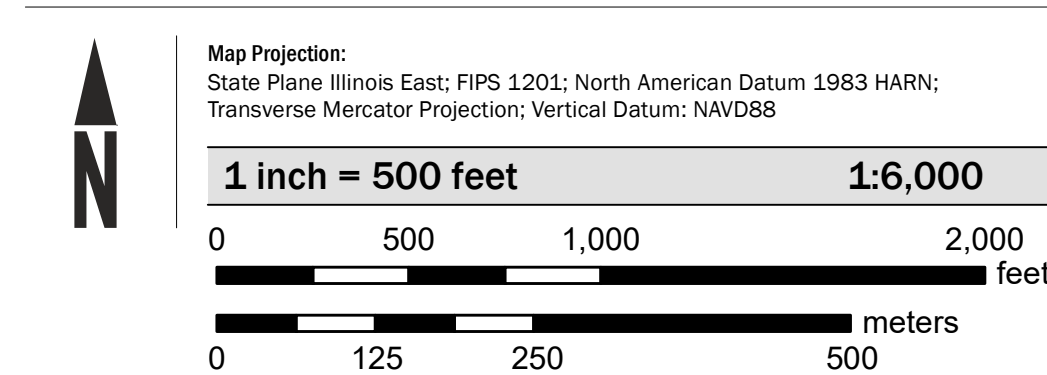 N
Map Projection:
State Plane Illinois East; FIPS 1201; North American Datum 1983 HARN;
Transverse Mercator Projection; Vertical Datum: NAVD88
1 inch = 500 feet 1:6,000
0 500 1,000 2,000
feet
meters
0 125 250 500